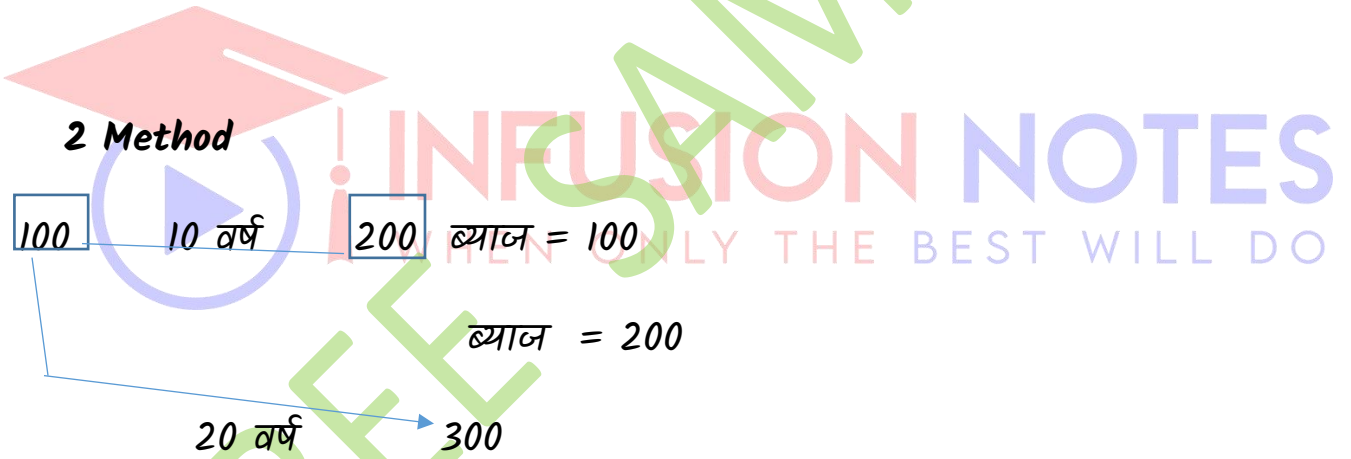 2 Method
INFUSION NOTES
100 10 वर्ष 200 ब्याज = 100
WHEN ONLY THE BEST WILL DO
ब्याज = 200
20 वर्ष 300